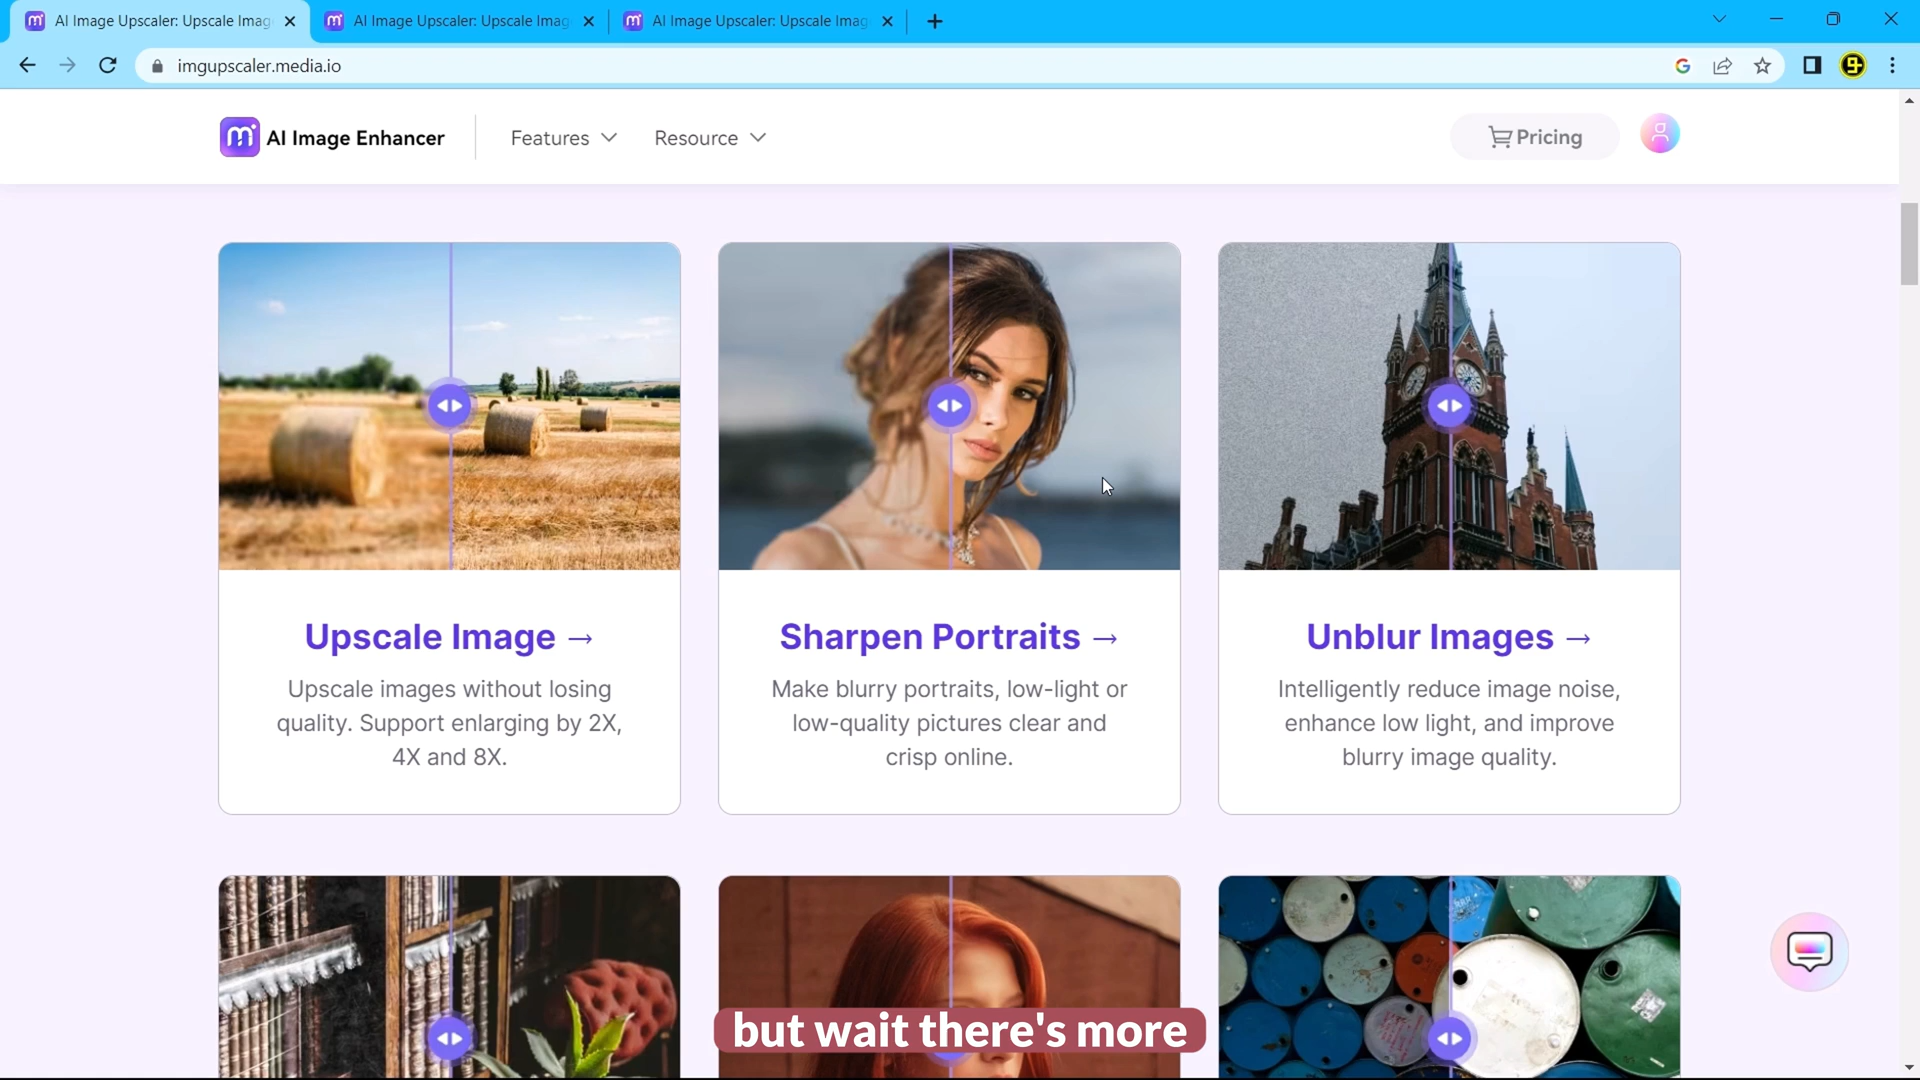 AI Image Upscaler: Upscale Imag
AI Image Upscaler: Upscale Imag
AI Image Upscaler: Upscale Imag
imgupscaler.media.io
AI Image Enhancer
Features
Resource
Pricing
Upscale Image →
Upscale images without losing
quality. Support enlarging by 2X,
4X and 8X.
Sharpen Portraits →
Make blurry portraits, low-light or
low-quality pictures clear and
crisp online.
Unblur Images →
Intelligently reduce image noise,
enhance low light, and improve
blurry image quality.
but wait there's more